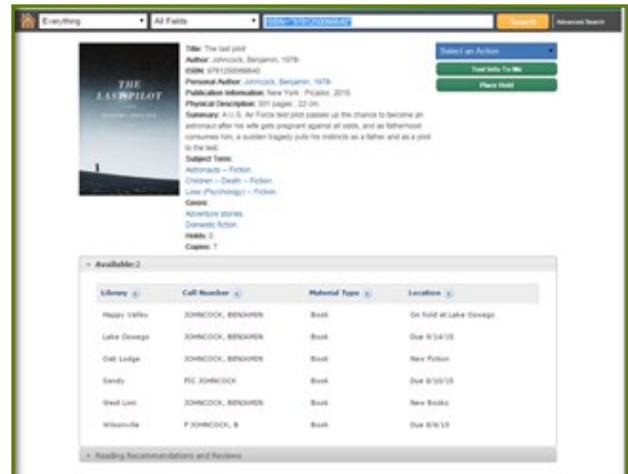 Everything All Fields ISBN="9781250066640" Search Advanced Search
THE
LAST PILOT
Title: The last pilot
Author: Johncock, Benjamin, 1978-
ISBN: 9781250066640
Personal Author: Johncock, Benjamin, 1978-
Publication Information: New York : Picador, 2015.
Physical Description: 301 pages ; 22 cm.
Summary: A U.S. Air Force test pilot passes up the chance to become an
astronaut after his wife gets pregnant against all odds, and as fatherhood
consumes him, a sudden tragedy puts his instincts as a father and as a pilot
to the test.
Subject Term:
Astronauts -- Fiction.
Children -- Death -- Fiction.
Loss (Psychology) -- Fiction.
Genre:
Adventure stories.
Domestic fiction.
Holds: 0
Copies: 7
Select an Action
Text Info To Me
Place Hold
Available: 2
Library Call Number Material Type Location
Happy Valley JOHNCOCK, BENJAMIN Book On hold at Lake Oswego
Lake Oswego JOHNCOCK, BENJAMIN Book Due 9/14/15
Oak Lodge JOHNCOCK, BENJAMIN Book New Fiction
Sandy FIC JOHNCOCK Book Due 8/10/15
West Linn JOHNCOCK, BENJAMIN Book New Books
Wilsonville F JOHNCOCK, B Book Due 8/6/15
Reading Recommendations and Reviews